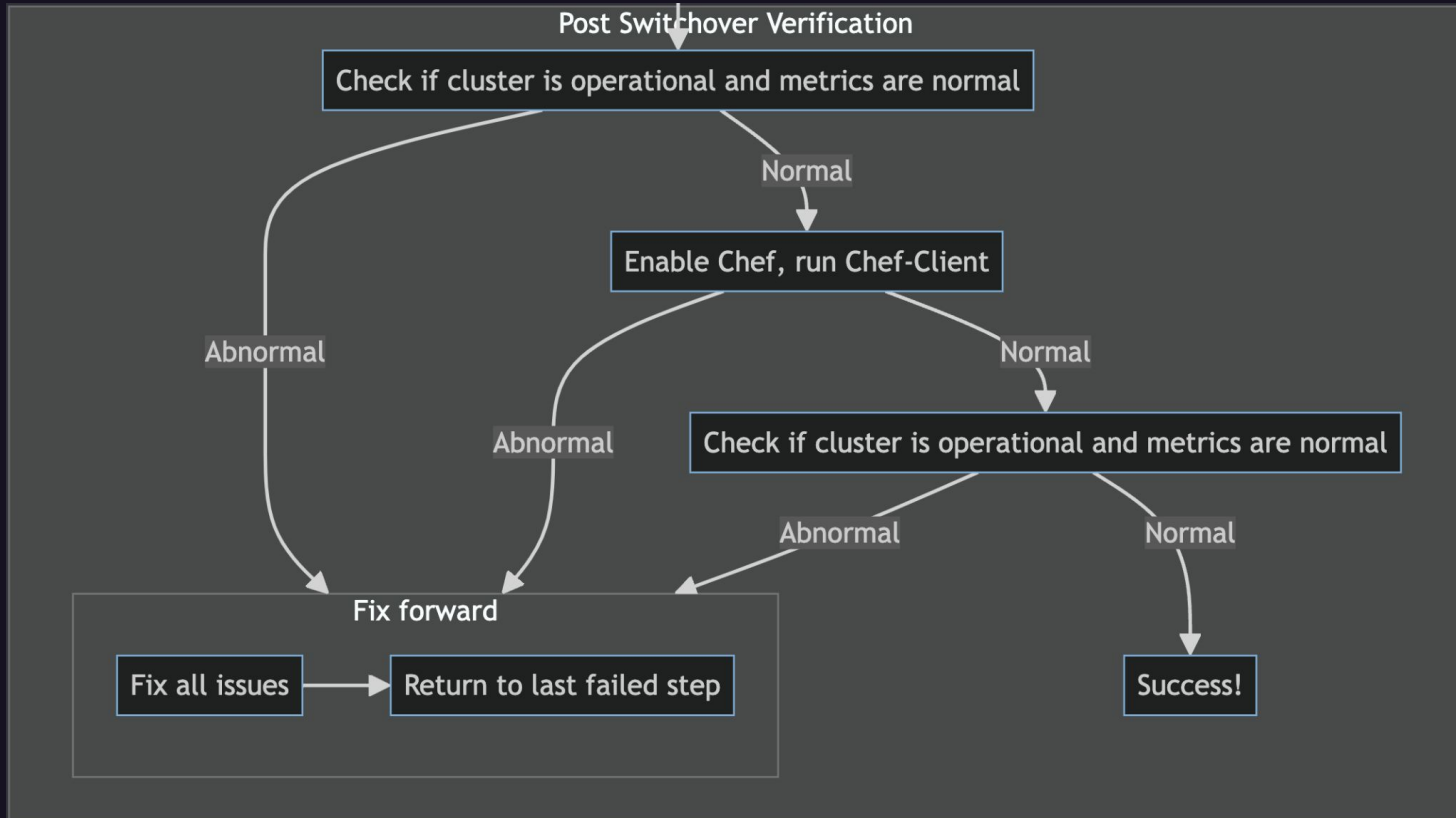 Post Switchover Verification
Check if cluster is operational and metrics are normal
Normal
Enable Chef, run Chef-Client
Abnormal
Normal
Abnormal
Check if cluster is operational and metrics are normal
Abnormal
Normal
Fix forward
Fix all issues
Return to last failed step
Success!